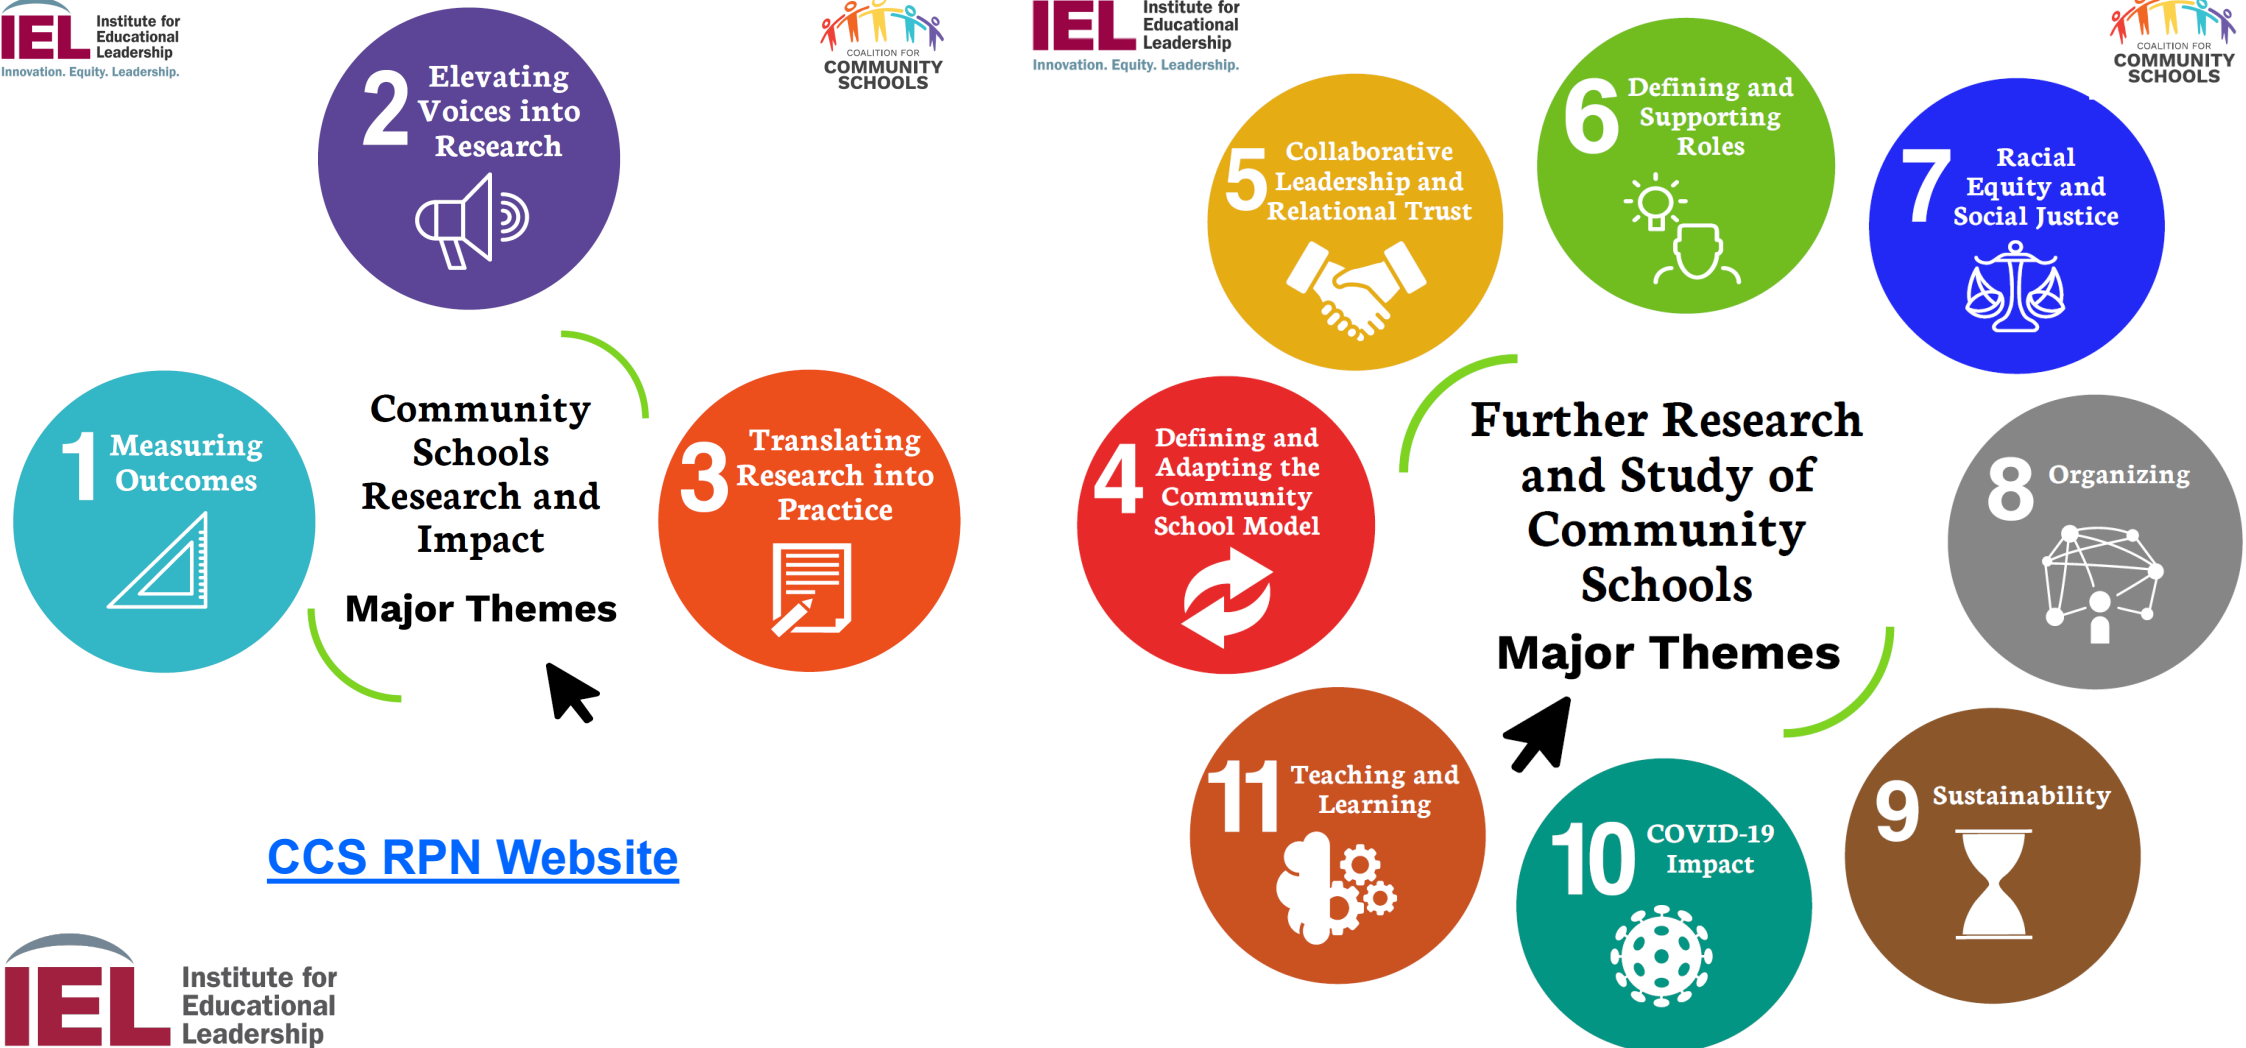 IEL
Institute for
Educational
Leadership
Innovation. Equity. Leadership.
COALITION FOR
COMMUNITY
SCHOOLS
2
Elevating
Voices into
Research
1
Measuring
Outcomes
Community
Schools
Research and
Impact
Major Themes
3
Translating
Research into
Practice
CCS RPN Website
IEL
Institute for
Educational
Leadership
IEL
Institute for
Educational
Leadership
Innovation. Equity. Leadership.
COALITION FOR
COMMUNITY
SCHOOLS
4
Defining and
Adapting the
Community
School Model
5
Collaborative
Leadership and
Relational Trust
6
Defining and
Supporting
Roles
7
Racial
Equity and
Social Justice
Further Research
and Study of
Community
Schools
Major Themes
8
Organizing
9
Sustainability
10
COVID-19
Impact
11
Teaching and
Learning